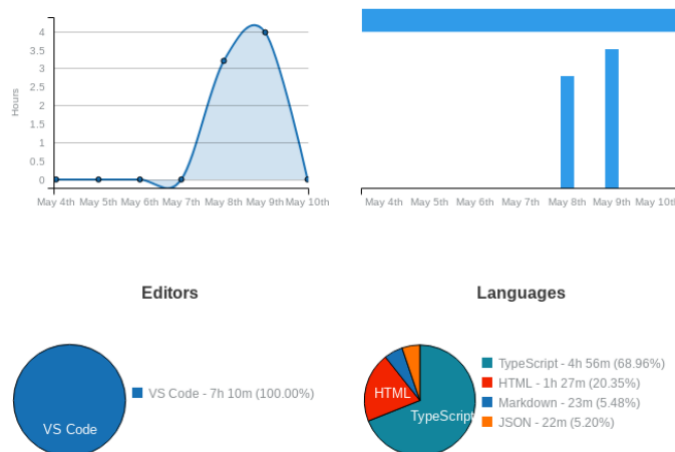 Hours
4
3.5
3
2.5
2
1.5
1
0.5
0
May 4th May 5th May 6th May 7th May 8th May 9th May 10th
May 4th May 5th May 6th May 7th May 8th May 9th May 10th
Editors
VS Code
VS Code - 7h 10m (100.00%)
Languages
HTML
TypeScript
TypeScript - 4h 56m (68.96%)
HTML - 1h 27m (20.35%)
Markdown - 23m (5.48%)
JSON - 22m (5.20%)